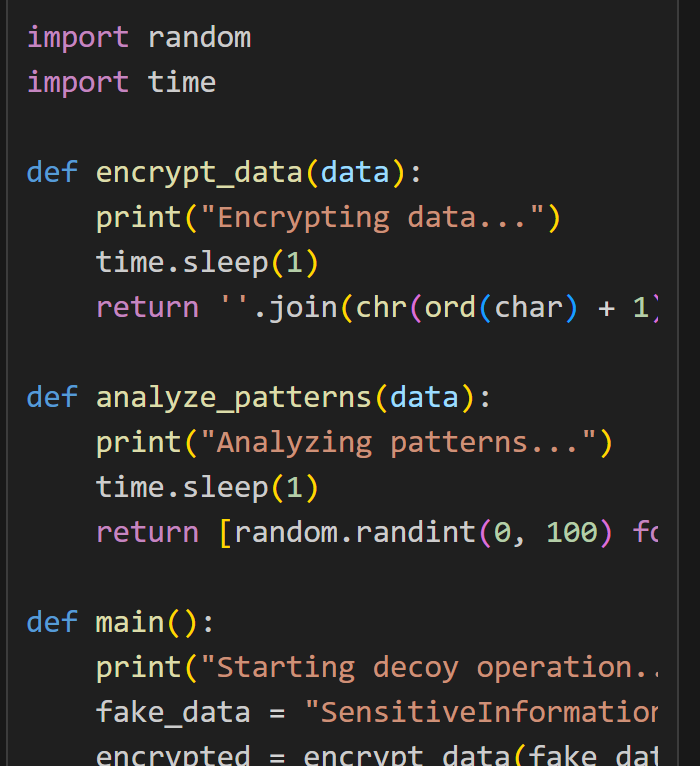 import random
import time
def encrypt_data(data):
print("Encrypting data...")
time.sleep(1)
return ''.join(chr(ord(char) + 1)
def analyze_patterns(data):
print("Analyzing patterns...")
time.sleep(1)
return [random.randint(0, 100) fo
def main():
print("Starting decoy operation..
fake_data = "SensitiveInformation
encrypted = encrypt_data(fake_dat